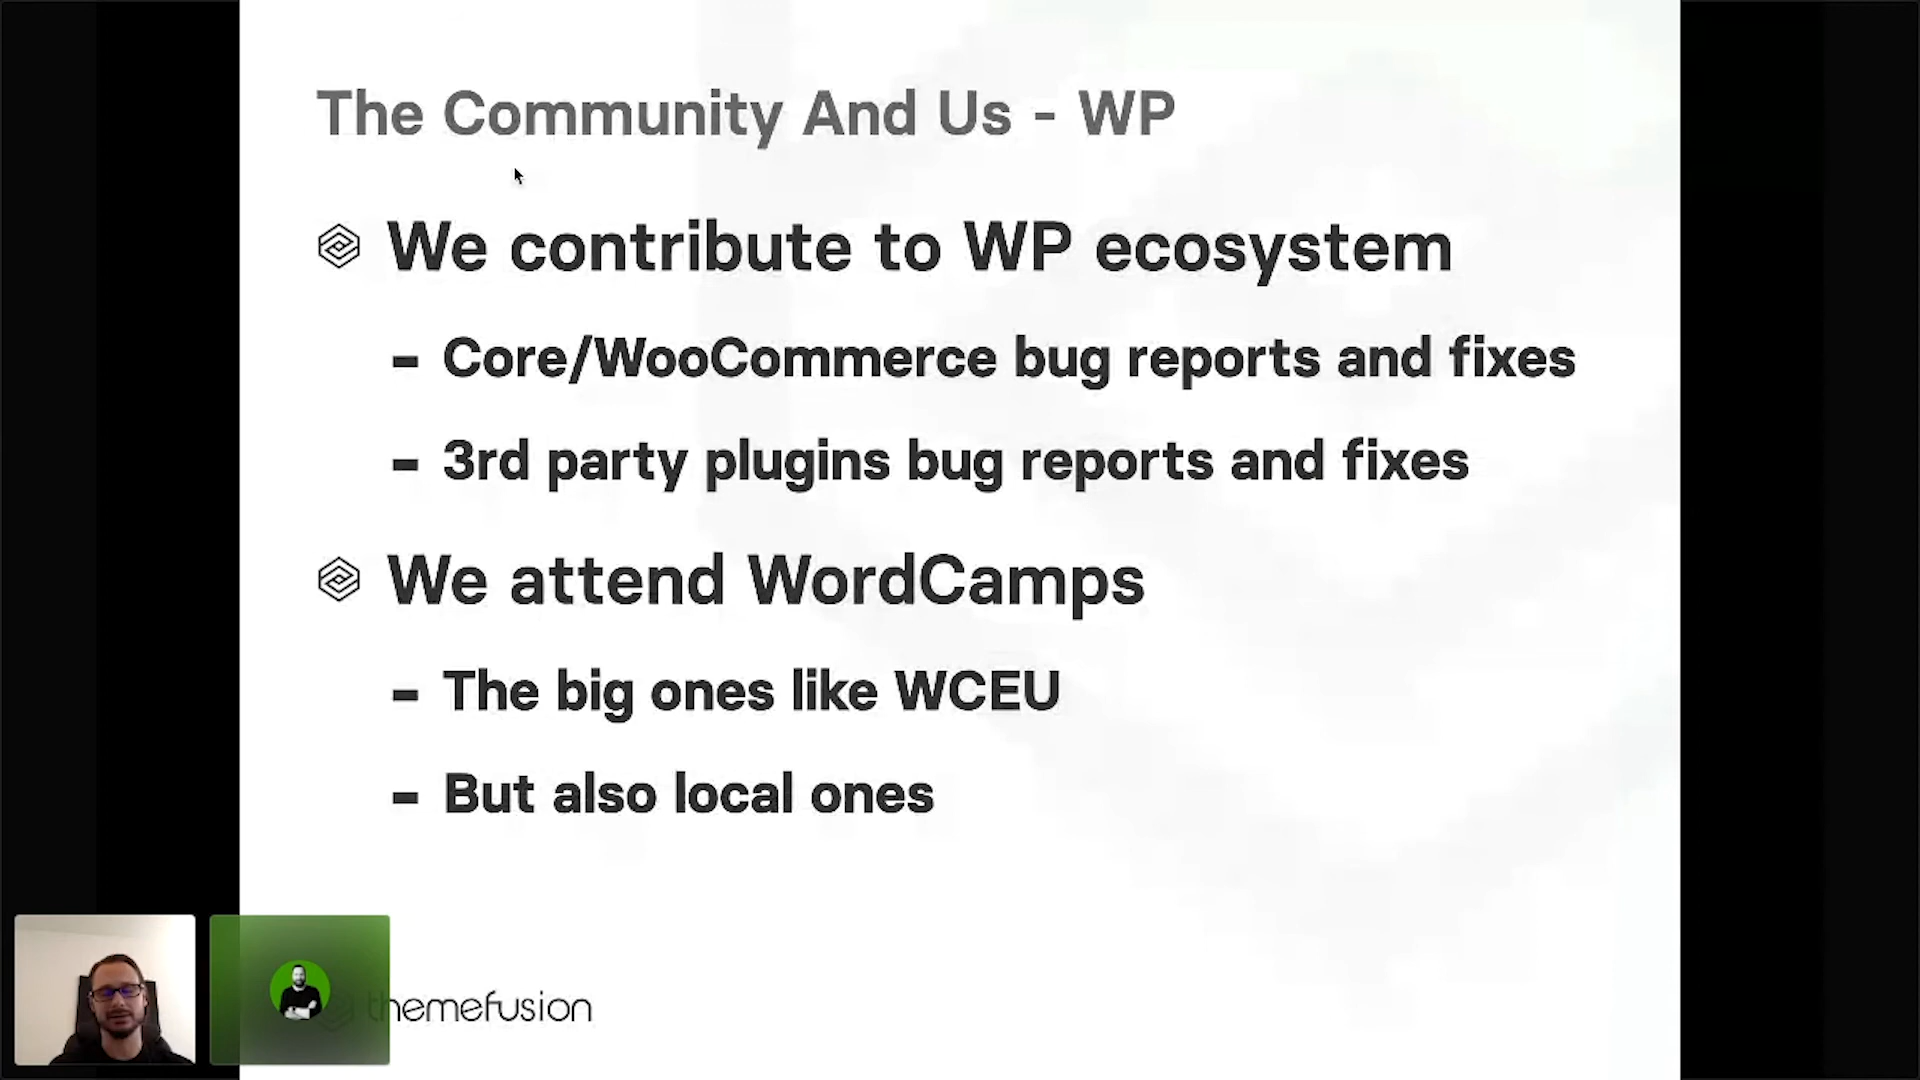 The Community And Us - WP
We contribute to WP ecosystem
- Core/WooCommerce bug reports and fixes
- 3rd party plugins bug reports and fixes
We attend WordCamps
- The big ones like WCEU
- But also local ones
themefusion